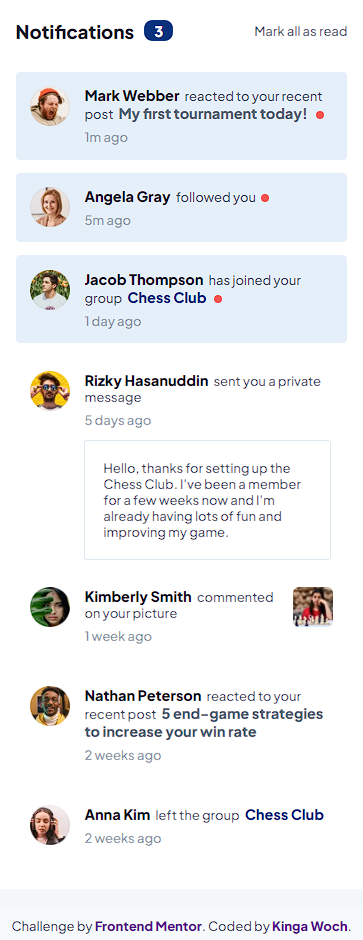 Notifications 3 Mark all as read
Mark Webber reacted to your recent
post My first tournament today!
1m ago
Angela Gray followed you
5m ago
Jacob Thompson has joined your
group Chess Club
1 day ago
Rizky Hasanuddin sent you a private
message
5 days ago
Hello, thanks for setting up the
Chess Club. I've been a member
for a few weeks now and I'm
already having lots of fun and
improving my game.
Kimberly Smith commented
on your picture
1 week ago
Nathan Peterson reacted to your
recent post 5 end-game strategies
to increase your win rate
2 weeks ago
Anna Kim left the group Chess Club
2 weeks ago
Challenge by Frontend Mentor. Coded by Kinga Woch.